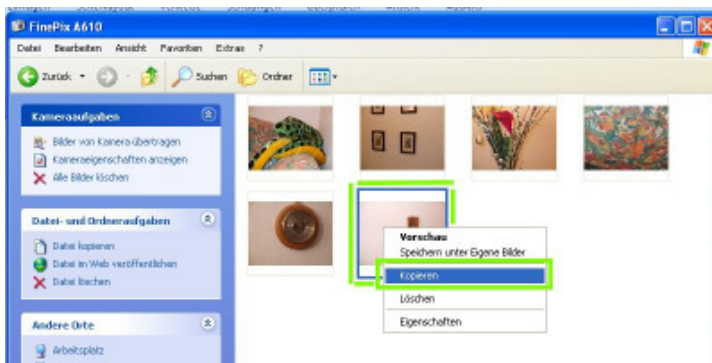 FinePix A610
Datei Bearbeiten Ansicht Favoriten Extras ?
Zurück Suchen Ordner
Kameraaufgaben
Bilder von Kamera übertragen
Kameraeigenschaften anzeigen
Alle Bilder löschen
Datei- und Ordneraufgaben
Datei kopieren
Datei im Web veröffentlichen
Datei löschen
Andere Orte
Arbeitsplatz
Vorschau
Speichern unter Eigene Bilder
Kopieren
Löschen
Eigenschaften